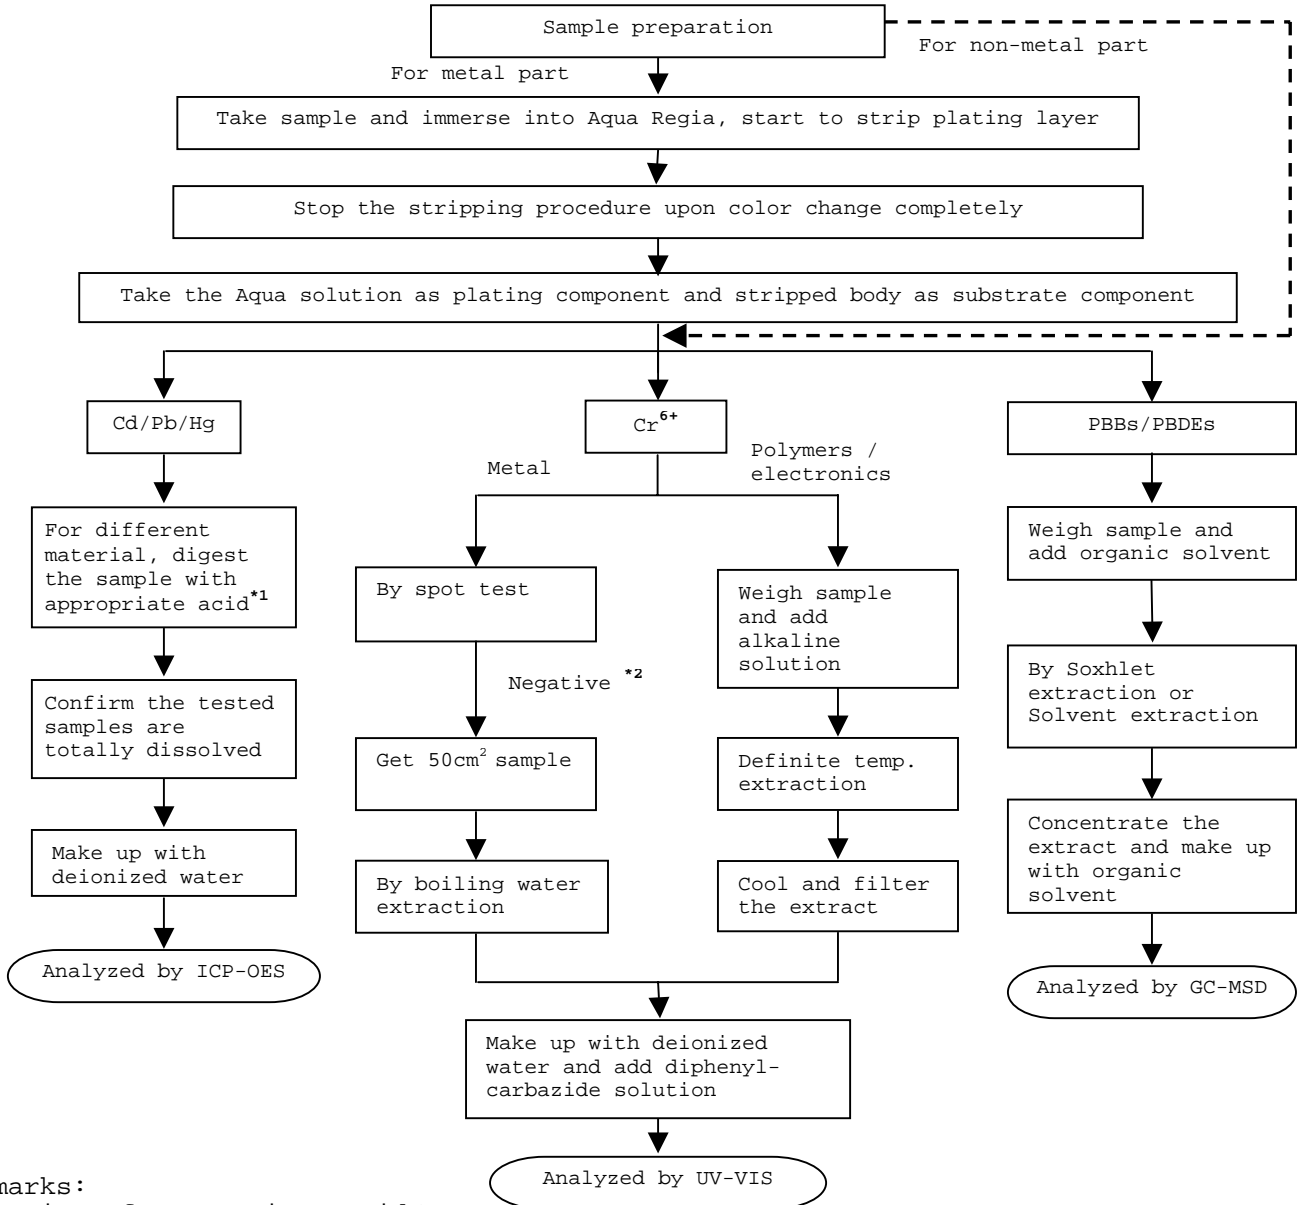 Sample preparation
For non-metal part
For metal part
Take sample and immerse into Aqua Regia, start to strip plating layer
Stop the stripping procedure upon color change completely
Take the Aqua solution as plating component and stripped body as substrate component
Cd/Pb/Hg
For different
material, digest
the sample with
appropriate acid*1
Confirm the tested
samples are
totally dissolved
Make up with
deionized water
Analyzed by ICP-OES
Cr6+
Metal
Polymers /
electronics
By spot test
Negative *2
Get 50cm2 sample
By boiling water
extraction
Weigh sample
and add
alkaline
solution
Definite temp.
extraction
Cool and filter
the extract
Make up with deionized
water and add diphenyl-
carbazide solution
Analyzed by UV-VIS
PBBs/PBDEs
Weigh sample and
add organic solvent
By Soxhlet
extraction or
Solvent extraction
Concentrate the
extract and make up
with organic
solvent
Analyzed by GC-MSD
marks: